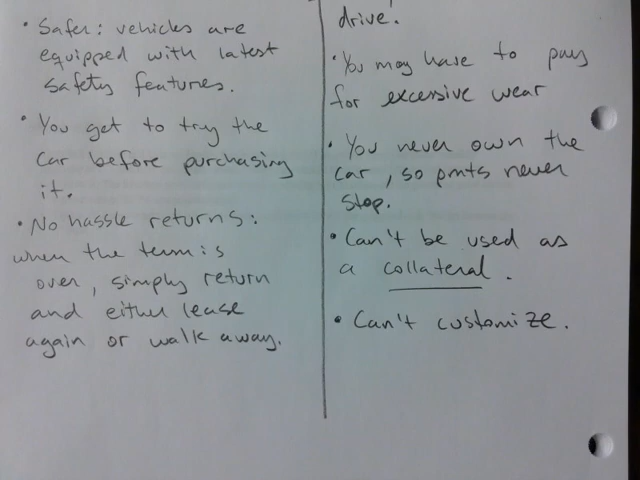 • Safer: vehicles are
equipped with latest
safety features.
• You get to try the
car before purchasing
it.
• No hassle returns:
when the term is
over, simply return
and either lease
again or walk away.
drive!
• You may have to pay
for excessive wear
• You never own the
car, so pmts never
stop.
• Can't be used as
a collateral.
• Can't customize.